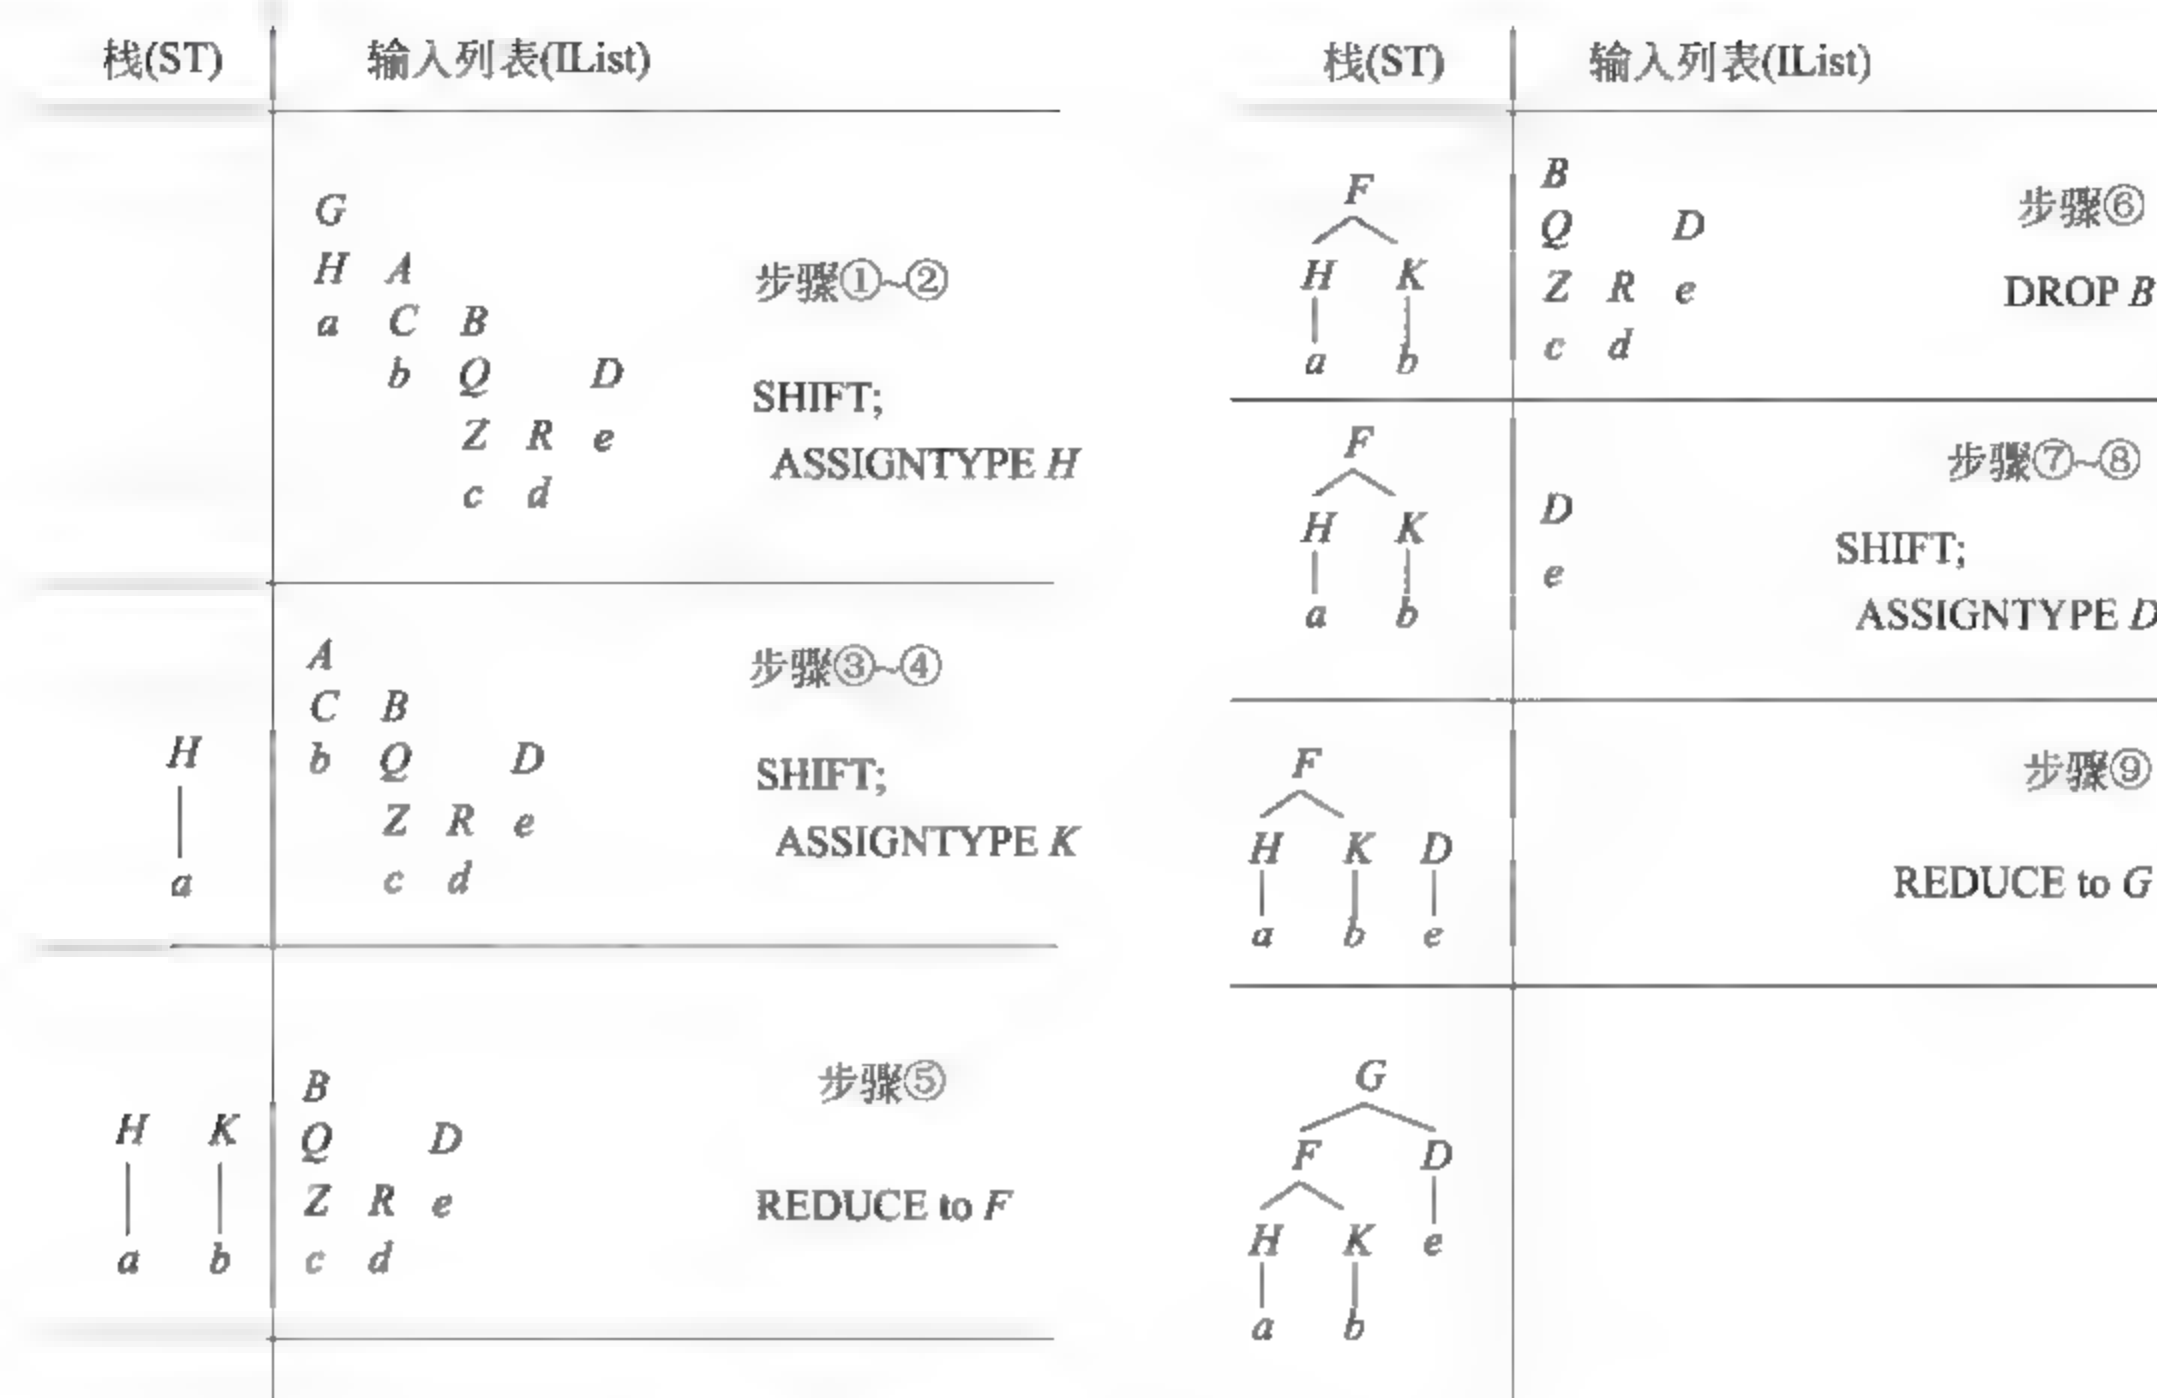 栈(ST) 输入列表(IList)
G
H A
a C B
b Q D
Z R e
c d
步骤①~②
SHIFT;
ASSIGNTYPE H
H
a
A
C B
b Q D
Z R e
c d
步骤③~④
SHIFT;
ASSIGNTYPE K
H K
a b
B
Q D
Z R e
c d
步骤⑤
REDUCE to F
栈(ST) 输入列表(IList)
F
H K
a b
B
Q D
Z R e
c d
步骤⑥
DROP B
F
H K
a b
D
e
步骤⑦~⑧
SHIFT;
ASSIGNTYPE D
F
H K D
a b e
步骤⑨
REDUCE to G
G
F D
H K e
a b